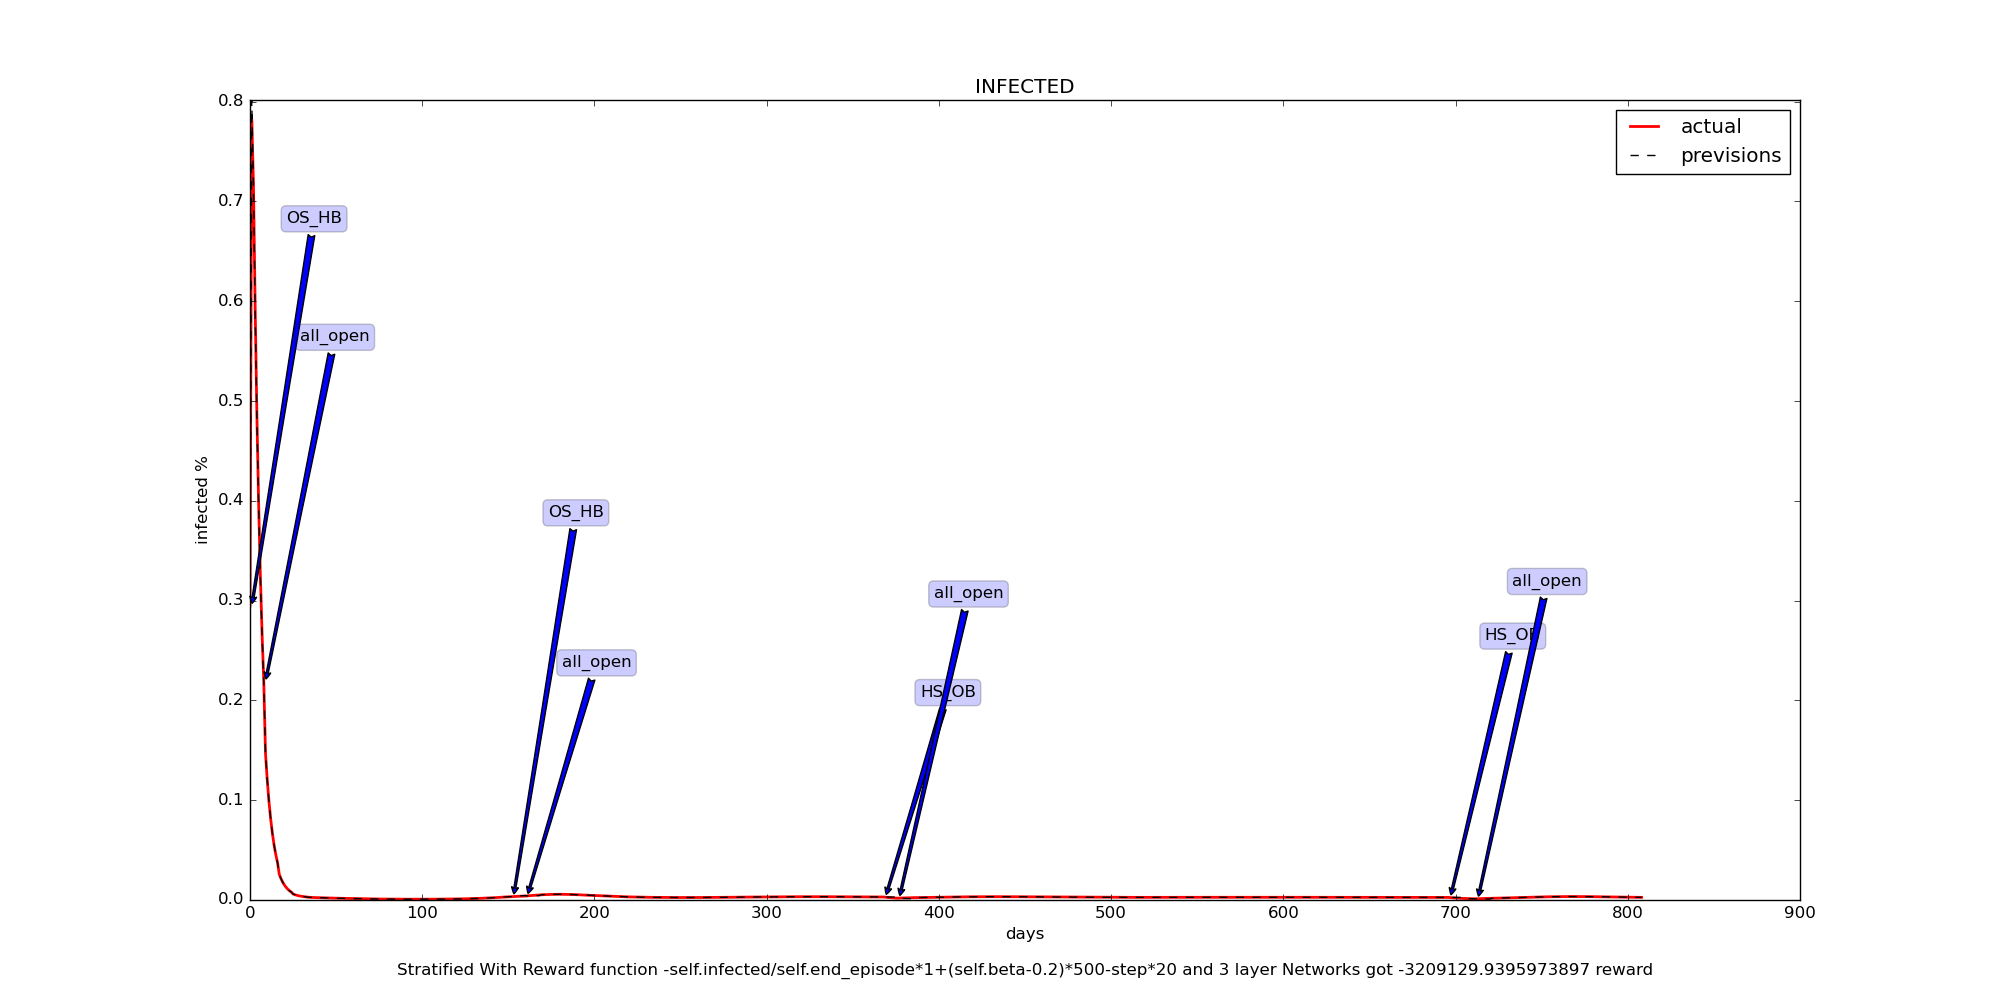 INFECTED
0.8
0.7
0.6
0.5
0.4
0.3
0.2
0.1
0.0
infected %
actual
previsions
OS_HB
all_open
OS_HB
all_open
all_open
HS_OB
all_open
0
100
200
300
400
500
600
700
800
900
days
Stratified With Reward function -self.infected/self.end_episode*1+(self.beta-0.2)*500-step*20 and 3 layer Networks got -3209129.9395973897 reward